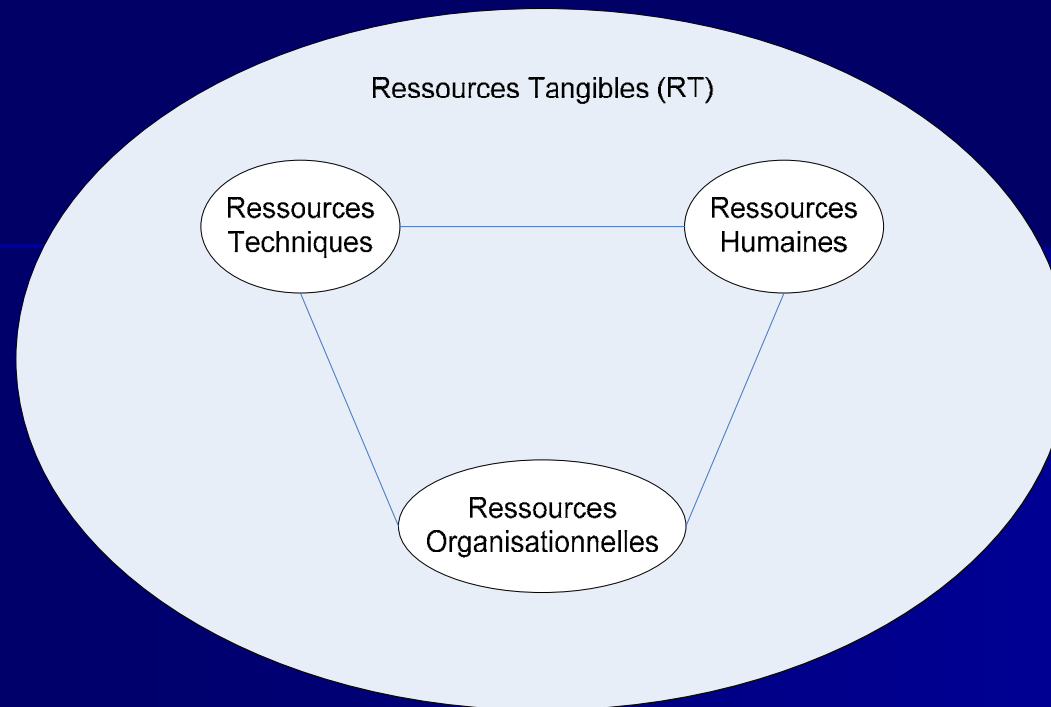 Ressources Tangibles (RT)
Ressources
Techniques
Ressources
Humaines
Ressources
Organisationnelles